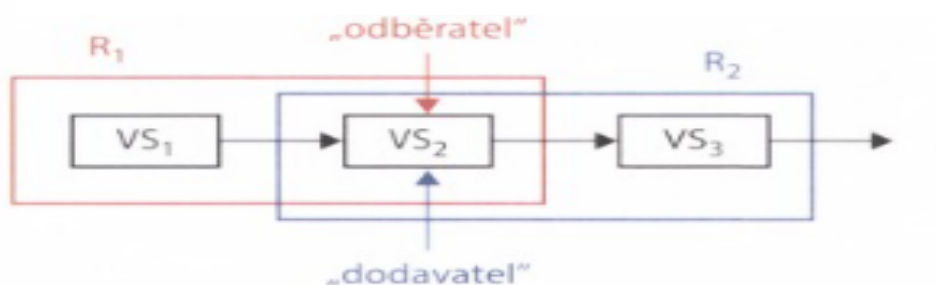 „odběratel"
R₁
R₂
VS₁
VS₂
VS₃
„dodavatel"